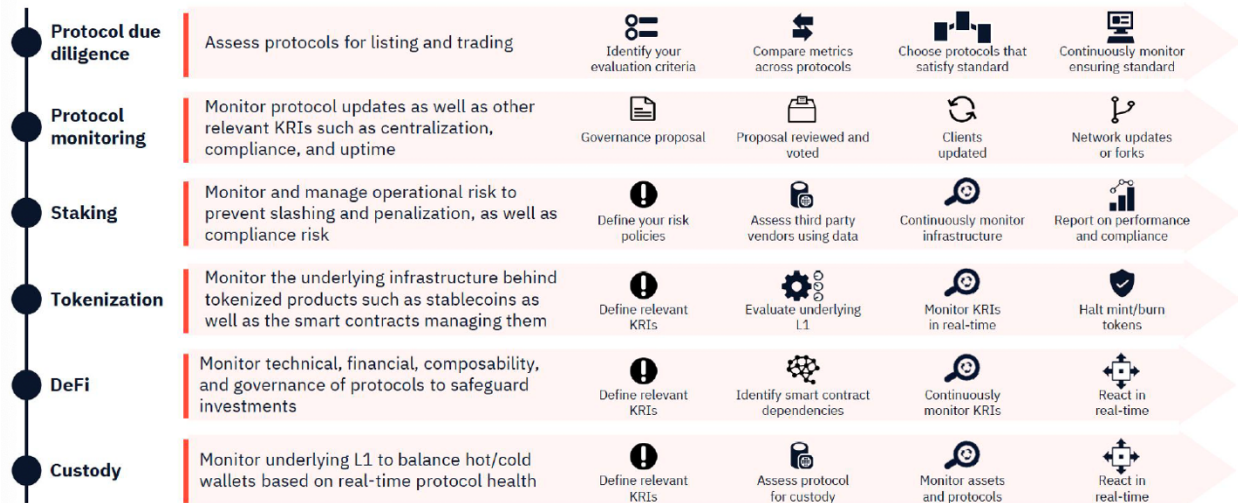 Protocol due
diligence
Assess protocols for listing and trading
Identify your
evaluation criteria
Compare metrics
across protocols
Choose protocols that
satisfy standard
Continuously monitor
ensuring standard
Protocol
monitoring
Monitor protocol updates as well as other
relevant KRIs such as centralization,
compliance, and uptime
Governance proposal
Proposal reviewed and
voted
Clients
updated
Network updates
or forks
Staking
Monitor and manage operational risk to
prevent slashing and penalization, as well as
compliance risk
Define your risk
policies
Assess third party
vendors using data
Continuously monitor
infrastructure
Report on performance
and compliance
Tokenization
Monitor the underlying infrastructure behind
tokenized products such as stablecoins as
well as the smart contracts managing them
Define relevant
KRIs
Evaluate underlying
L1
Monitor KRIs
in real-time
Halt mint/burn
tokens
DeFi
Monitor technical, financial, composability,
and governance of protocols to safeguard
investments
Define relevant
KRIs
Identify smart contract
dependencies
Continuously
monitor KRIs
React in
real-time
Custody
Monitor underlying L1 to balance hot/cold
wallets based on real-time protocol health
Define relevant
KRIs
Assess protocol
for custody
Monitor assets
and protocols
React in
real-time